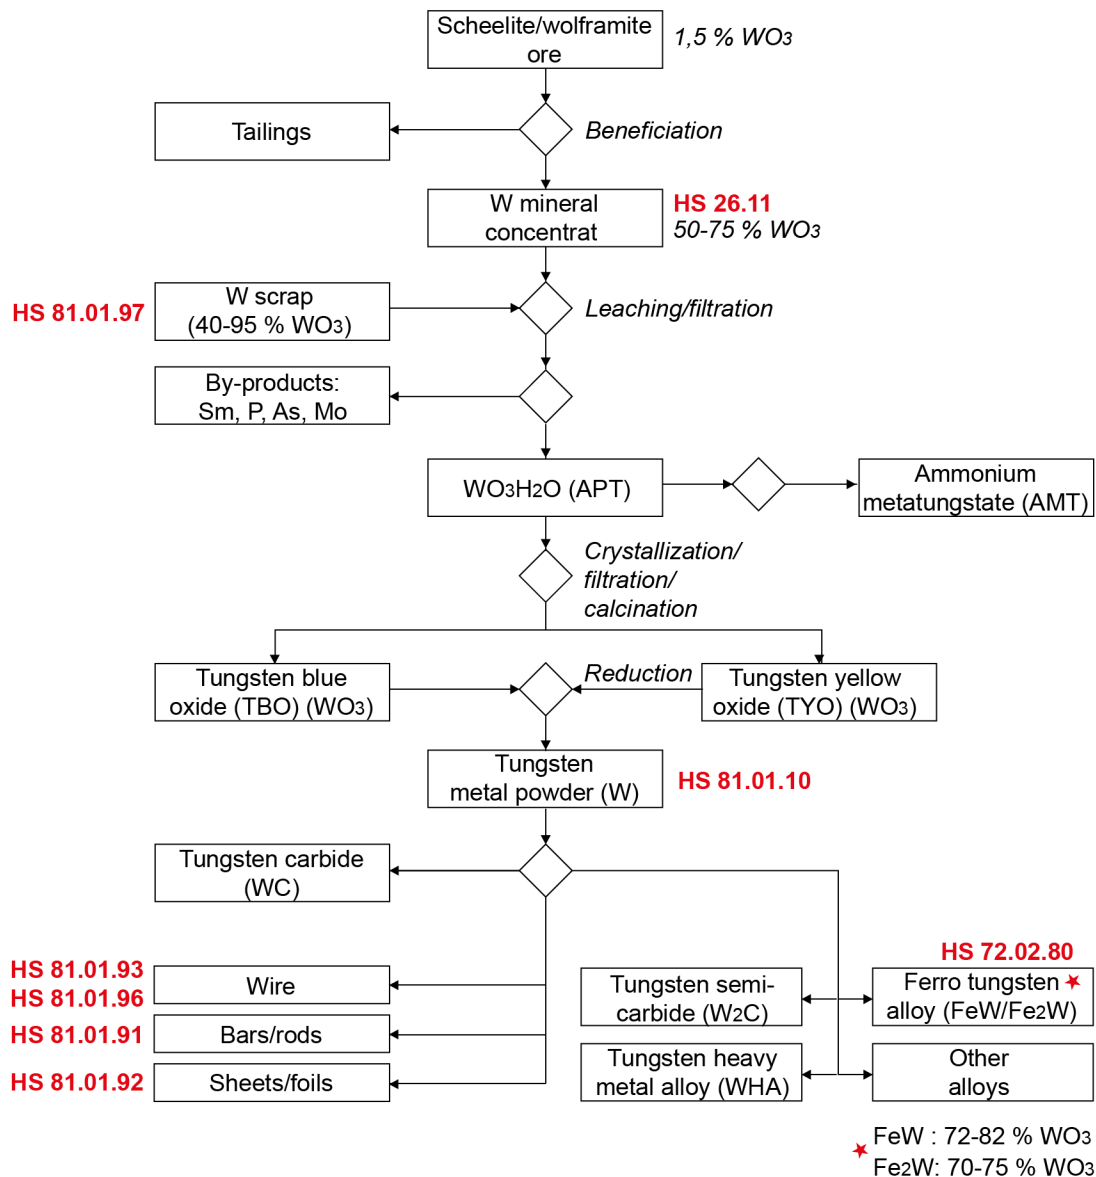 Scheelite/wolframite
ore
1,5 % WO3
Tailings
Beneficiation
W mineral
concentrat
HS 26.11
50-75 % WO3
HS 81.01.97
W scrap
(40-95 % WO3)
Leaching/filtration
By-products:
Sm, P, As, Mo
WO3H2O (APT)
Ammonium
metatungstate (AMT)
Crystallization/
filtration/
calcination
Tungsten blue
oxide (TBO) (WO3)
Reduction
Tungsten yellow
oxide (TYO) (WO3)
Tungsten
metal powder (W)
HS 81.01.10
Tungsten carbide
(WC)
HS 81.01.93
HS 81.01.96
Wire
HS 81.01.91
Bars/rods
HS 81.01.92
Sheets/foils
HS 72.02.80
Tungsten semi-
carbide (W2C)
Ferro tungsten
alloy (FeW/Fe2W)
Tungsten heavy
metal alloy (WHA)
Other
alloys
FeW : 72-82 % WO3
Fe2W: 70-75 % WO3